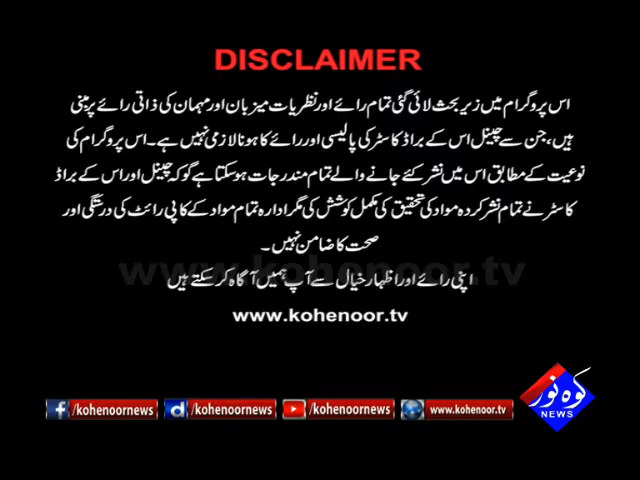 DISCLAIMER
اس پروگرام میں زیر بحث لائی گئی تمام رائے اور نظریات میزبان اور مہمان کی ذاتی رائے پر مبنی
ہیں، جن سے چینل اس کے براڈ کاسٹر کی پالیسی اور رائے کا ہونا لازمی نہیں ہے۔ اس پروگرام کی
نوعیت کے مطابق اس میں نشر کئے جانے والے تمام مندرجات ہو سکتا ہے گو کہ چینل اور اس کے براڈ
کاسٹر نے تمام نشر کردہ مواد کی تحقیق کی مکمل کوشش کی مگر ادارہ تمام مواد کے کاپی رائٹ کی درستگی اور
صحت کا ضامن نہیں۔
www.kohenoor.tv
اپنی رائے اور اظہار خیال سے آپ ہمیں آگاہ کر سکتے ہیں
www.kohenoor.tv
کوہ نور
NEWS
f /kohenoornews
d /kohenoornews
/kohenoornews
www.kohenoor.tv